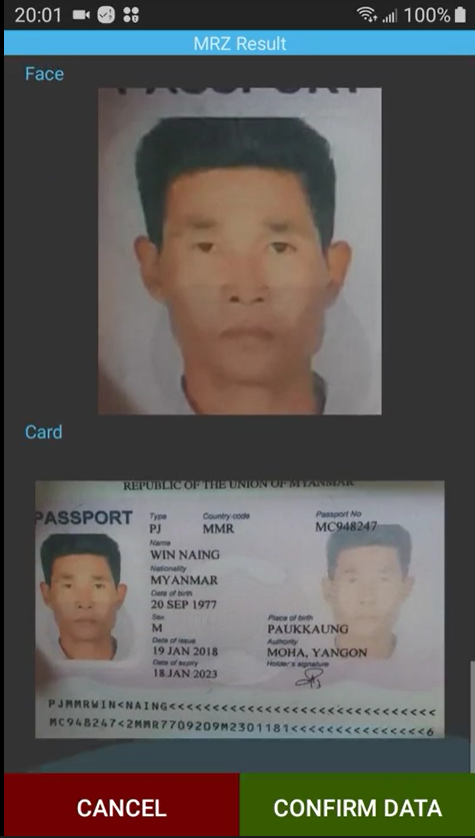 20:01
100%
MRZ Result
Face
PASSPORT
Card
REPUBLIC OF THE UNION OF MYANMAR
PASSPORT
Type Country code Passport No
PJ MMR MC948247
Name
WIN NAING
Nationality
MYANMAR
Date of birth
20 SEP 1977
Sex Place of birth
M PAUKKAUNG
Date of issue Authority
19 JAN 2018 MOHA, YANGON
Date of expiry Holder's signature
18 JAN 2023
PJMMRWIN<NAING<<<<<<<<<<<<<<<<<<<<<<<<<<<<<<
MC948247<2MMR7709209M2301181<<<<<<<<<<<<<<<6
CANCEL CONFIRM DATA